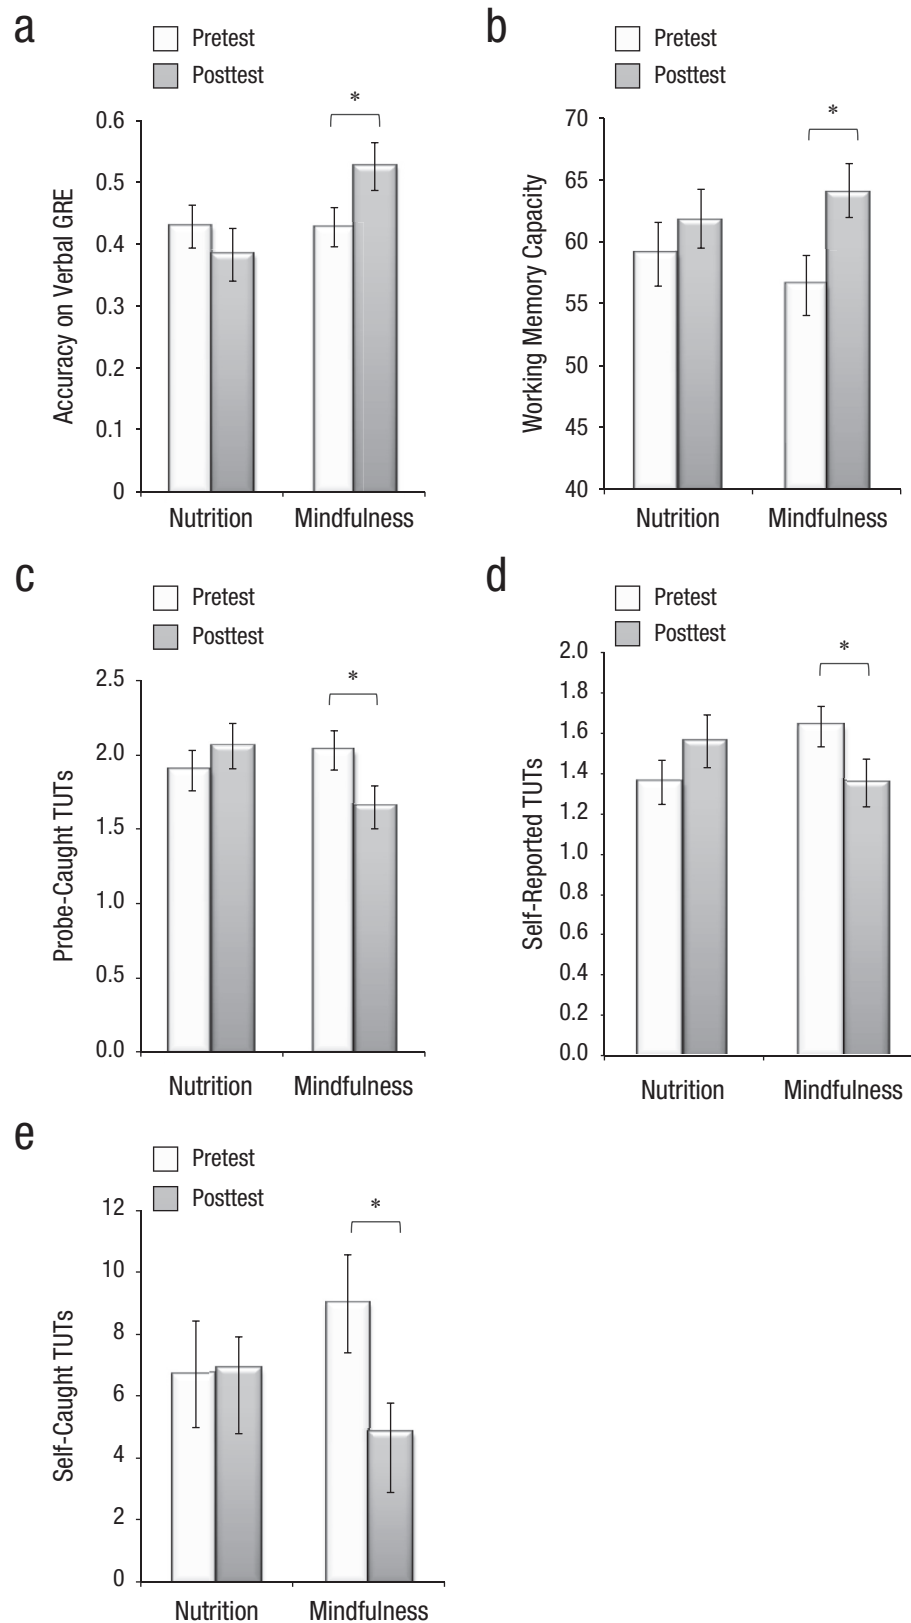 a
Pretest
Posttest
*
0.6
0.5
0.4
0.3
0.2
0.1
0
Accuracy on Verbal GRE
Nutrition Mindfulness
b
Pretest
Posttest
*
70
65
60
55
50
45
40
Working Memory Capacity
Nutrition Mindfulness
c
Pretest
Posttest
*
2.5
2.0
1.5
1.0
0.5
0.0
Probe-Caught TUTs
Nutrition Mindfulness
d
Pretest
Posttest
*
2.0
1.8
1.6
1.4
1.2
1.0
0.8
0.6
0.4
0.2
0.0
Self-Reported TUTs
Nutrition Mindfulness
e
Pretest
Posttest
*
12
10
8
6
4
2
0
Self-Caught TUTs
Nutrition Mindfulness